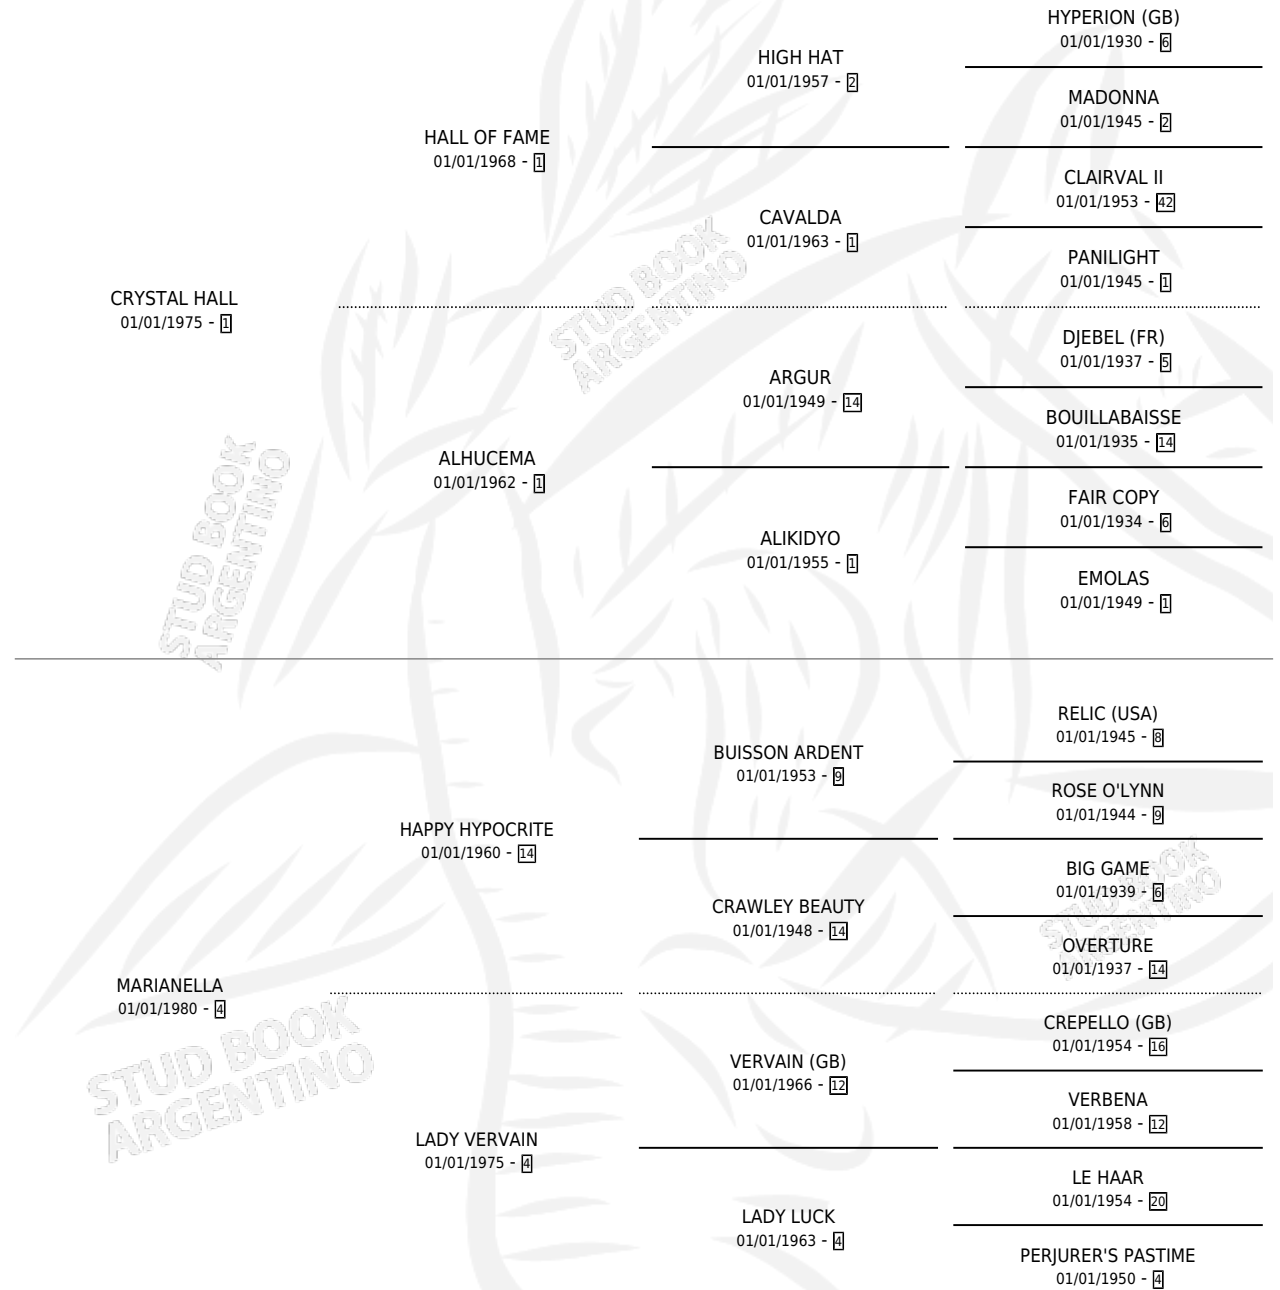 HYPERION (GB)
01/01/1930 - 6
HIGH HAT
01/01/1957 - 2
MADONNA
01/01/1945 - 2
HALL OF FAME
01/01/1968 - 1
CLAIRVAL II
01/01/1953 - 42
CAVALDA
01/01/1963 - 1
PANILIGHT
01/01/1945 - 1
CRYSTAL HALL
01/01/1975 - 1
DJEBEL (FR)
01/01/1937 - 5
ARGUR
01/01/1949 - 14
BOUILLABAISSE
01/01/1935 - 14
ALHUCEMA
01/01/1962 - 1
FAIR COPY
01/01/1934 - 6
ALIKIDYO
01/01/1955 - 1
EMOLAS
01/01/1949 - 1
RELIC (USA)
01/01/1945 - 8
BUISSON ARDENT
01/01/1953 - 9
ROSE O'LYNN
01/01/1944 - 9
HAPPY HYPOCRITE
01/01/1960 - 14
BIG GAME
01/01/1939 - 6
CRAWLEY BEAUTY
01/01/1948 - 14
OVERTURE
01/01/1937 - 14
MARIANELLA
01/01/1980 - 4
CREPELLO (GB)
01/01/1954 - 16
VERVAIN (GB)
01/01/1966 - 12
VERBENA
01/01/1958 - 12
LADY VERVAIN
01/01/1975 - 4
LE HAAR
01/01/1954 - 20
LADY LUCK
01/01/1963 - 4
PERJURER'S PASTIME
01/01/1950 - 4
STUD BOOK
ARGENTINO
STUD BOOK
ARGENTINO
STUD BOOK
ARGENTINO
STUD BOOK
ARGENTINO